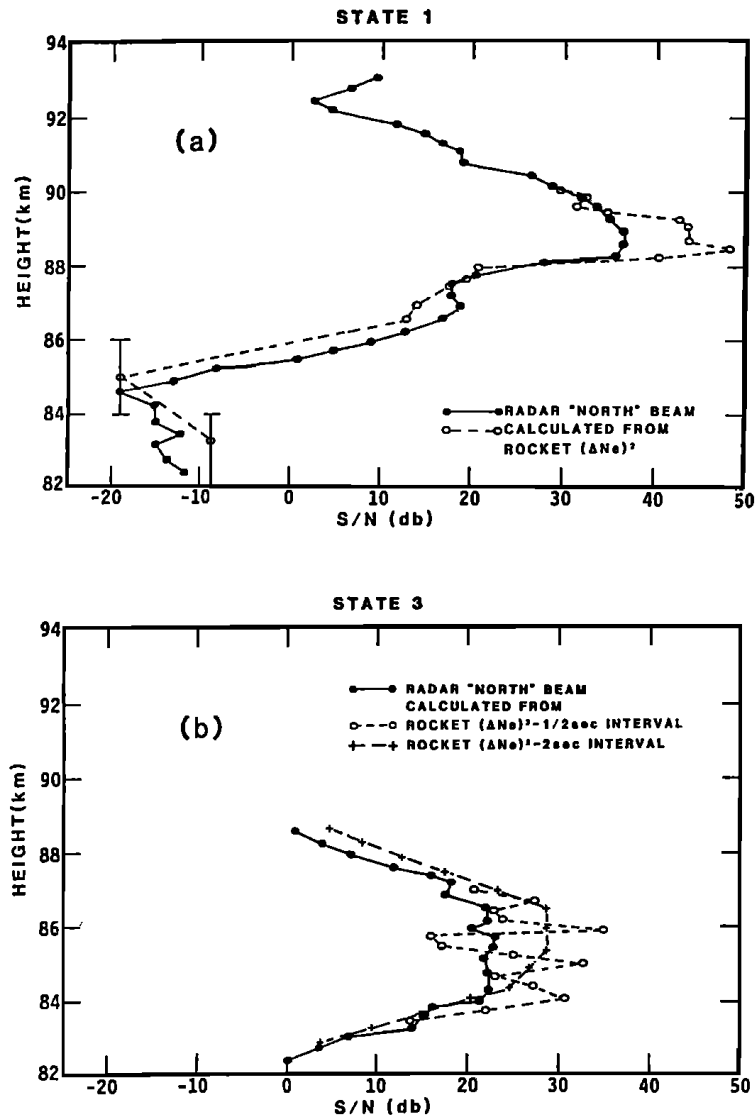 STATE 1
94
92
90
88
86
84
82
HEIGHT(km)
(a)
RADAR "NORTH" BEAM
CALCULATED FROM
ROCKET (ΔNe)²
-20 -10 0 10 20 30 40 50
S/N (db)
STATE 3
94
92
90
88
86
84
82
HEIGHT(km)
(b)
RADAR "NORTH" BEAM
CALCULATED FROM
ROCKET (ΔNe)²-1/2sec INTERVAL
ROCKET (ΔNe)²-2sec INTERVAL
-20 -10 0 10 20 30 40 50
S/N (db)